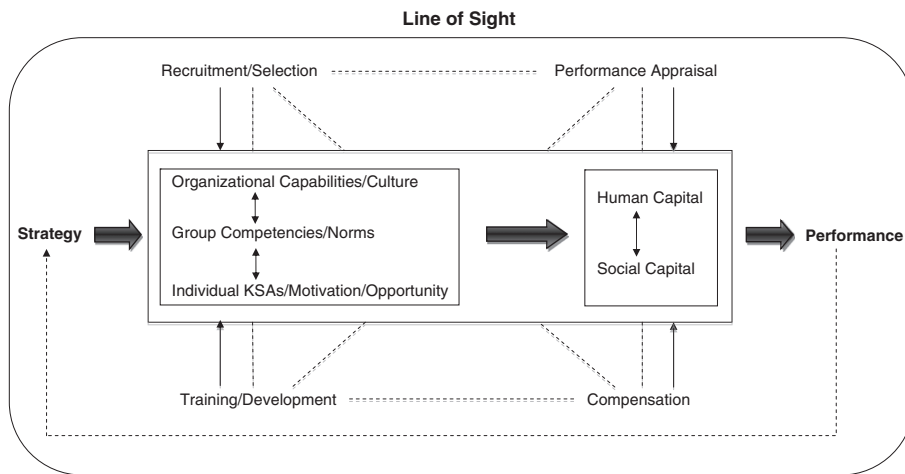 Line of Sight
Recruitment/Selection
Performance Appraisal
Organizational Capabilities/Culture
Human Capital
Strategy
Group Competencies/Norms
Performance
Social Capital
Individual KSAs/Motivation/Opportunity
Training/Development
Compensation